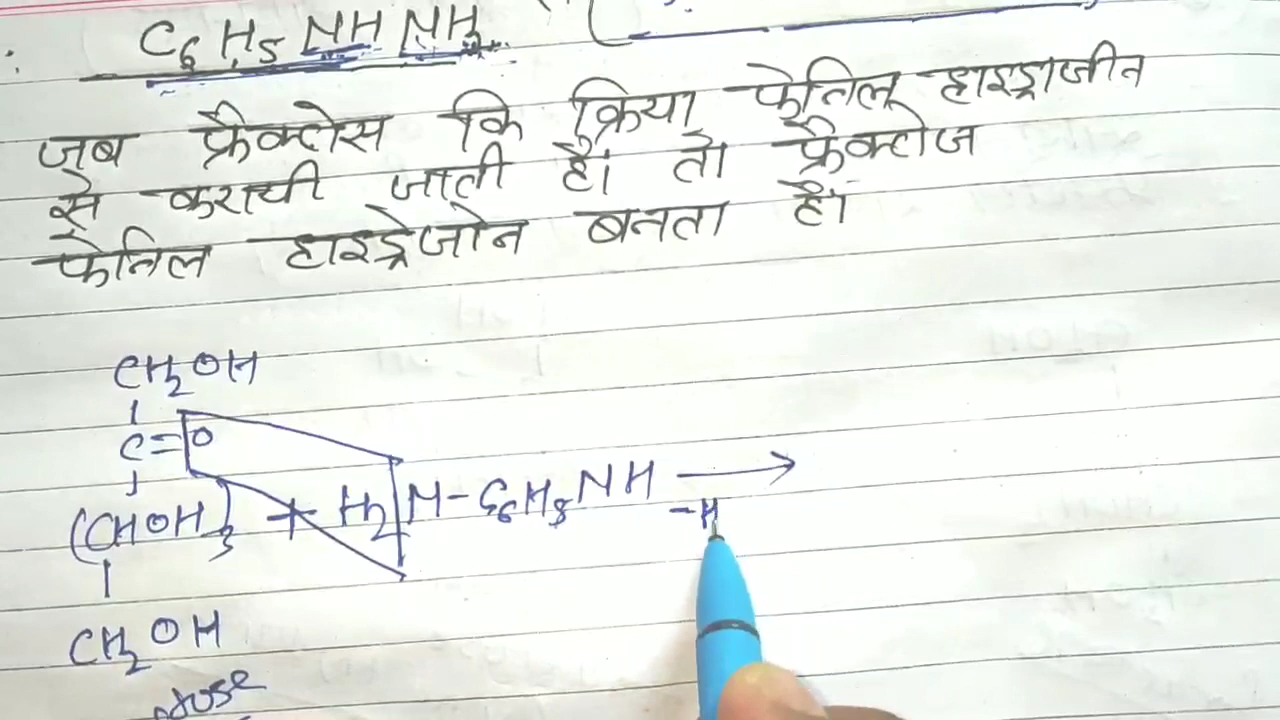 C6H5NHNH2
जब फ्रैक्टोस कि क्रिया फेनिल हाइड्राजीन
से करायी जाती है। तो फ्रैक्टोज
फेनिल हाइड्रेजोन बनता है।
CH2OH
C=O
(CHOH)3 + H2N-C6H5NH ⟶
-H
CH2OH